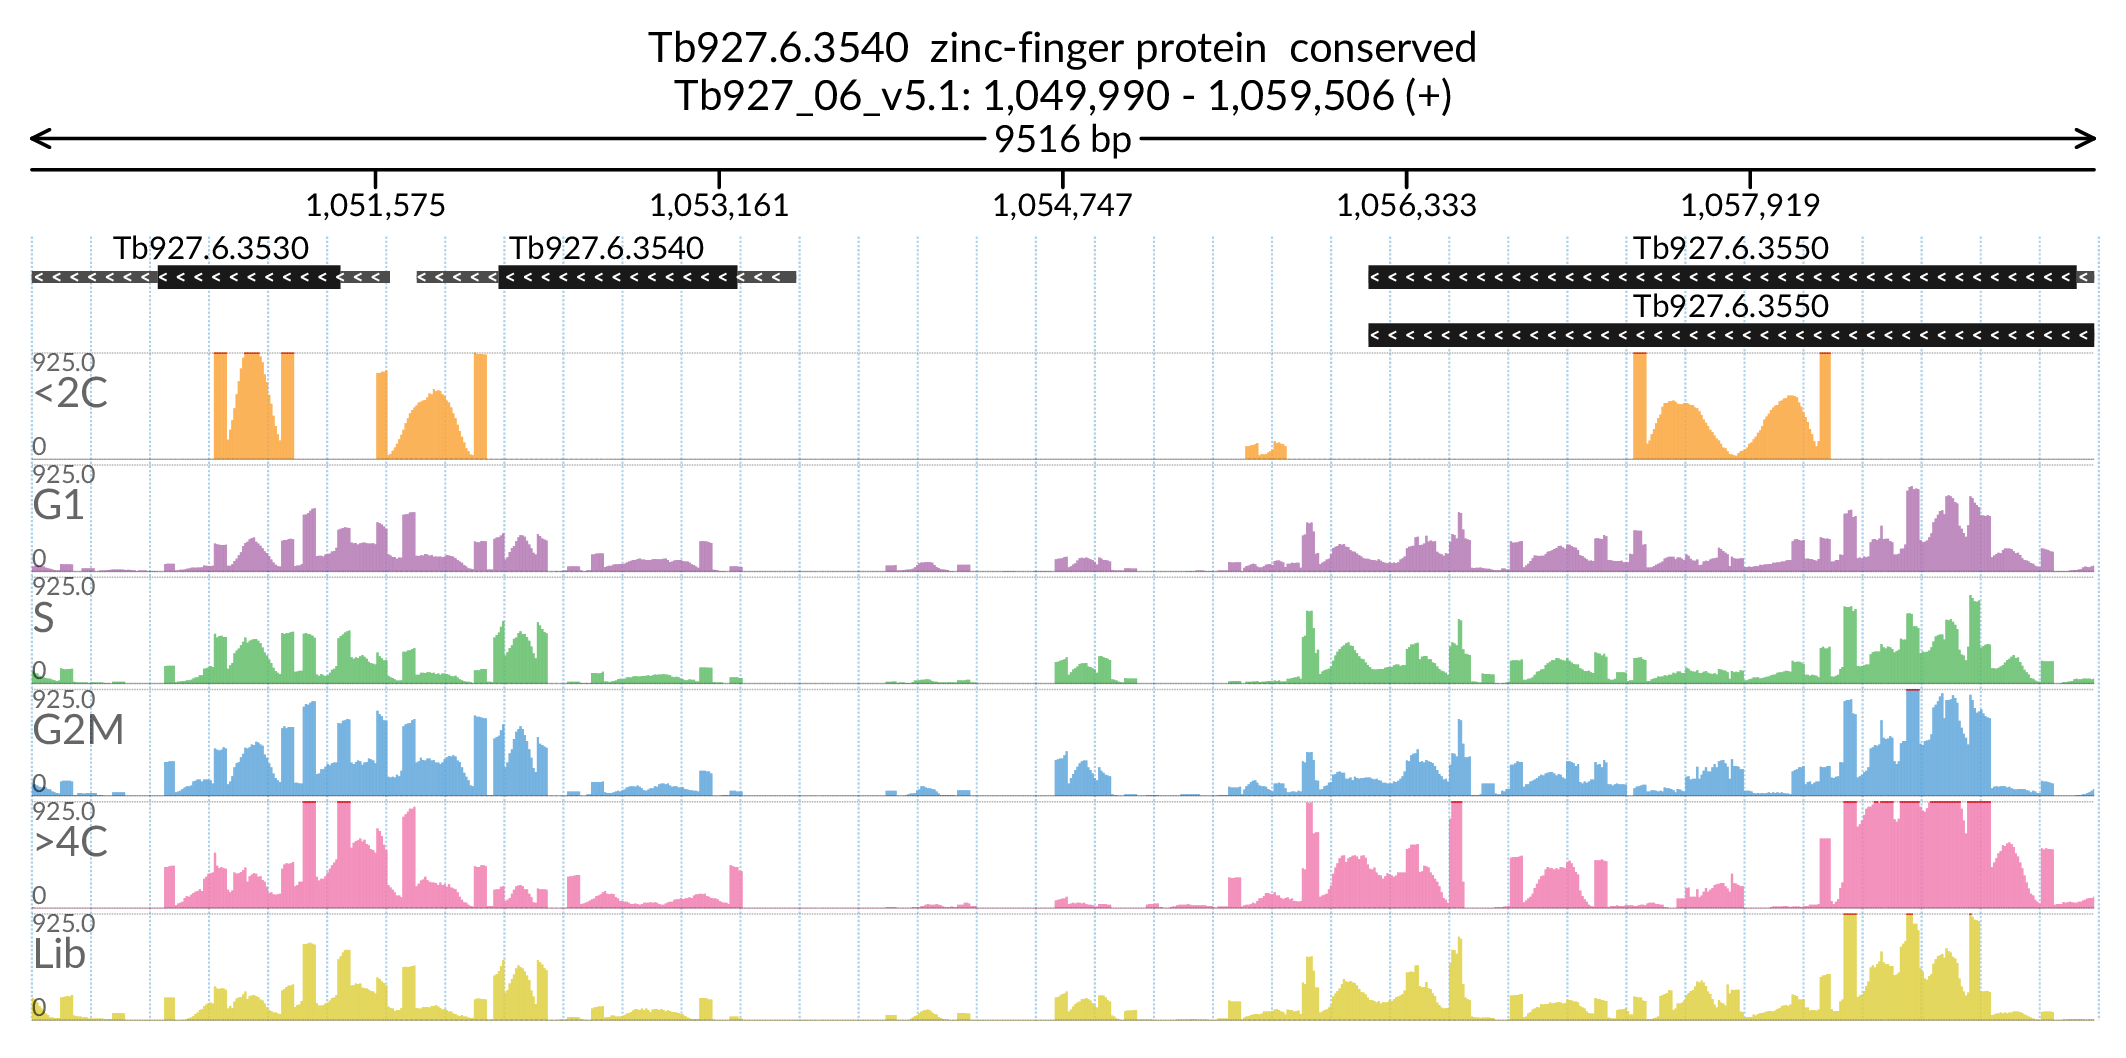 Tb927.6.3540 zinc-finger protein conserved
Tb927_06_v5.1: 1,049,990 - 1,059,506 (+)
9516 bp
1,051,575 1,053,161 1,054,747 1,056,333 1,057,919
Tb927.6.3530 Tb927.6.3540 Tb927.6.3550
Tb927.6.3550
925.0
<2C
0
925.0
G1
0
925.0
S
0
925.0
G2M
0
925.0
>4C
0
925.0
Lib
0